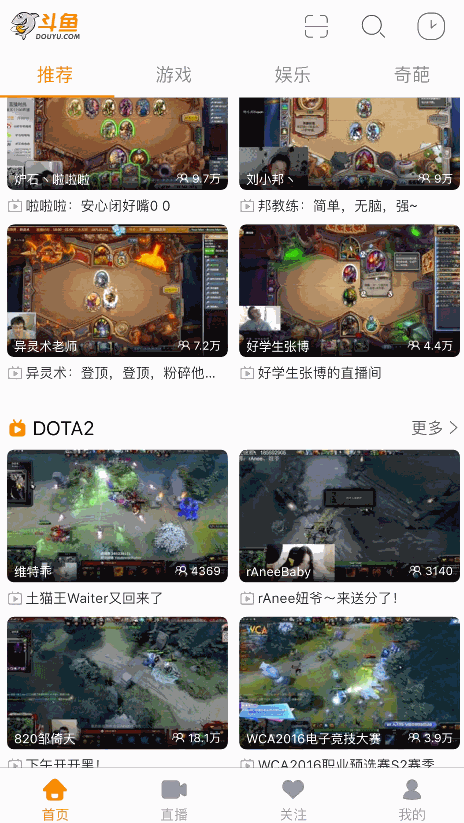 斗鱼
DOUYU.COM
推荐 游戏 娱乐 奇葩
炉石丶啦啦啦 9.7万
刘小邦丶 9万
啦啦啦：安心闭好嘴0 0
邦教练：简单，无脑，强~
异灵术老师 7.2万
好学生张博 4.4万
异灵术：登顶，登顶，粉碎他...
好学生张博的直播间
DOTA2 更多
维特乖 4369
rAneeBaby 3140
土猫王Waiter又回来了
rAnee妞爷～来送分了！
WCA
820邹倚天 18.1万
WCA2016电子竞技大赛 3.9万
下午开开黑！
WCA2016职业预选赛S2赛季
首页 直播 关注 我的